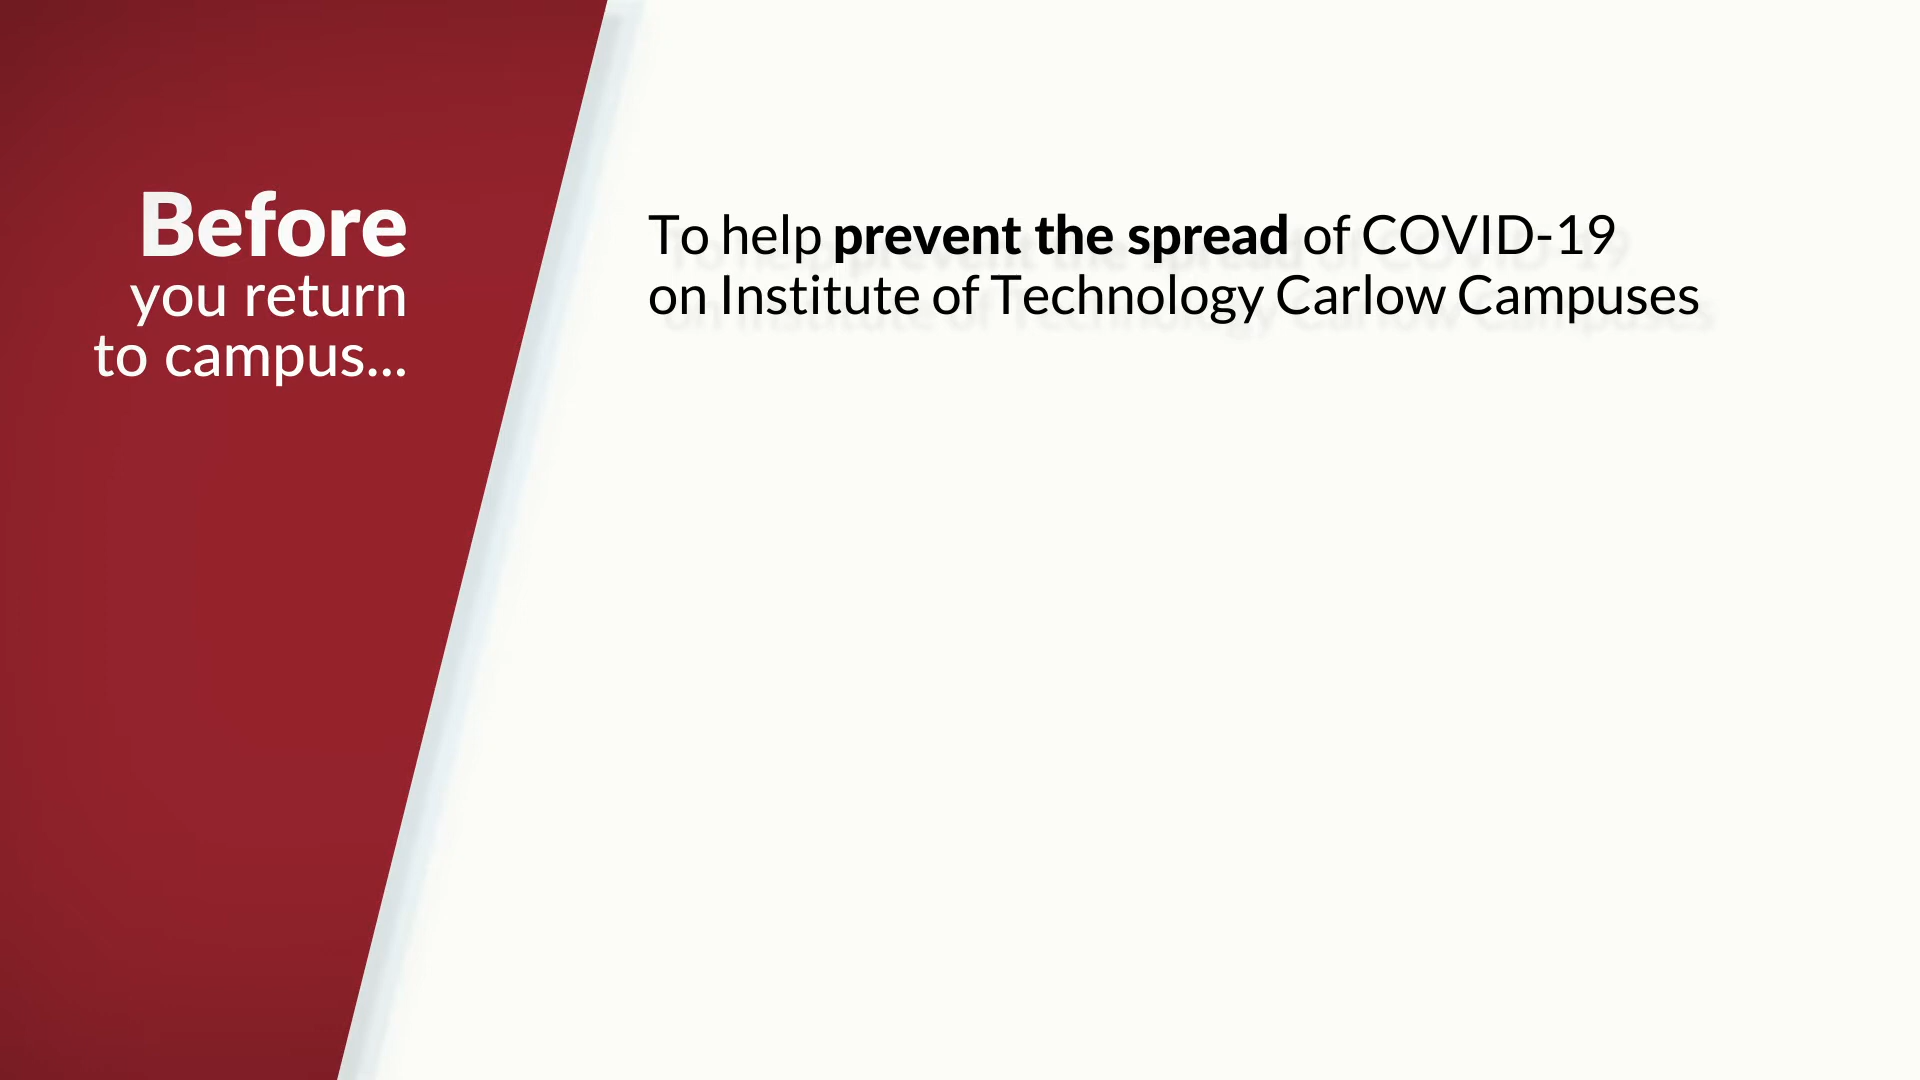 Before
you return
to campus...
To help prevent the spread of COVID-19
on Institute of Technology Carlow Campuses